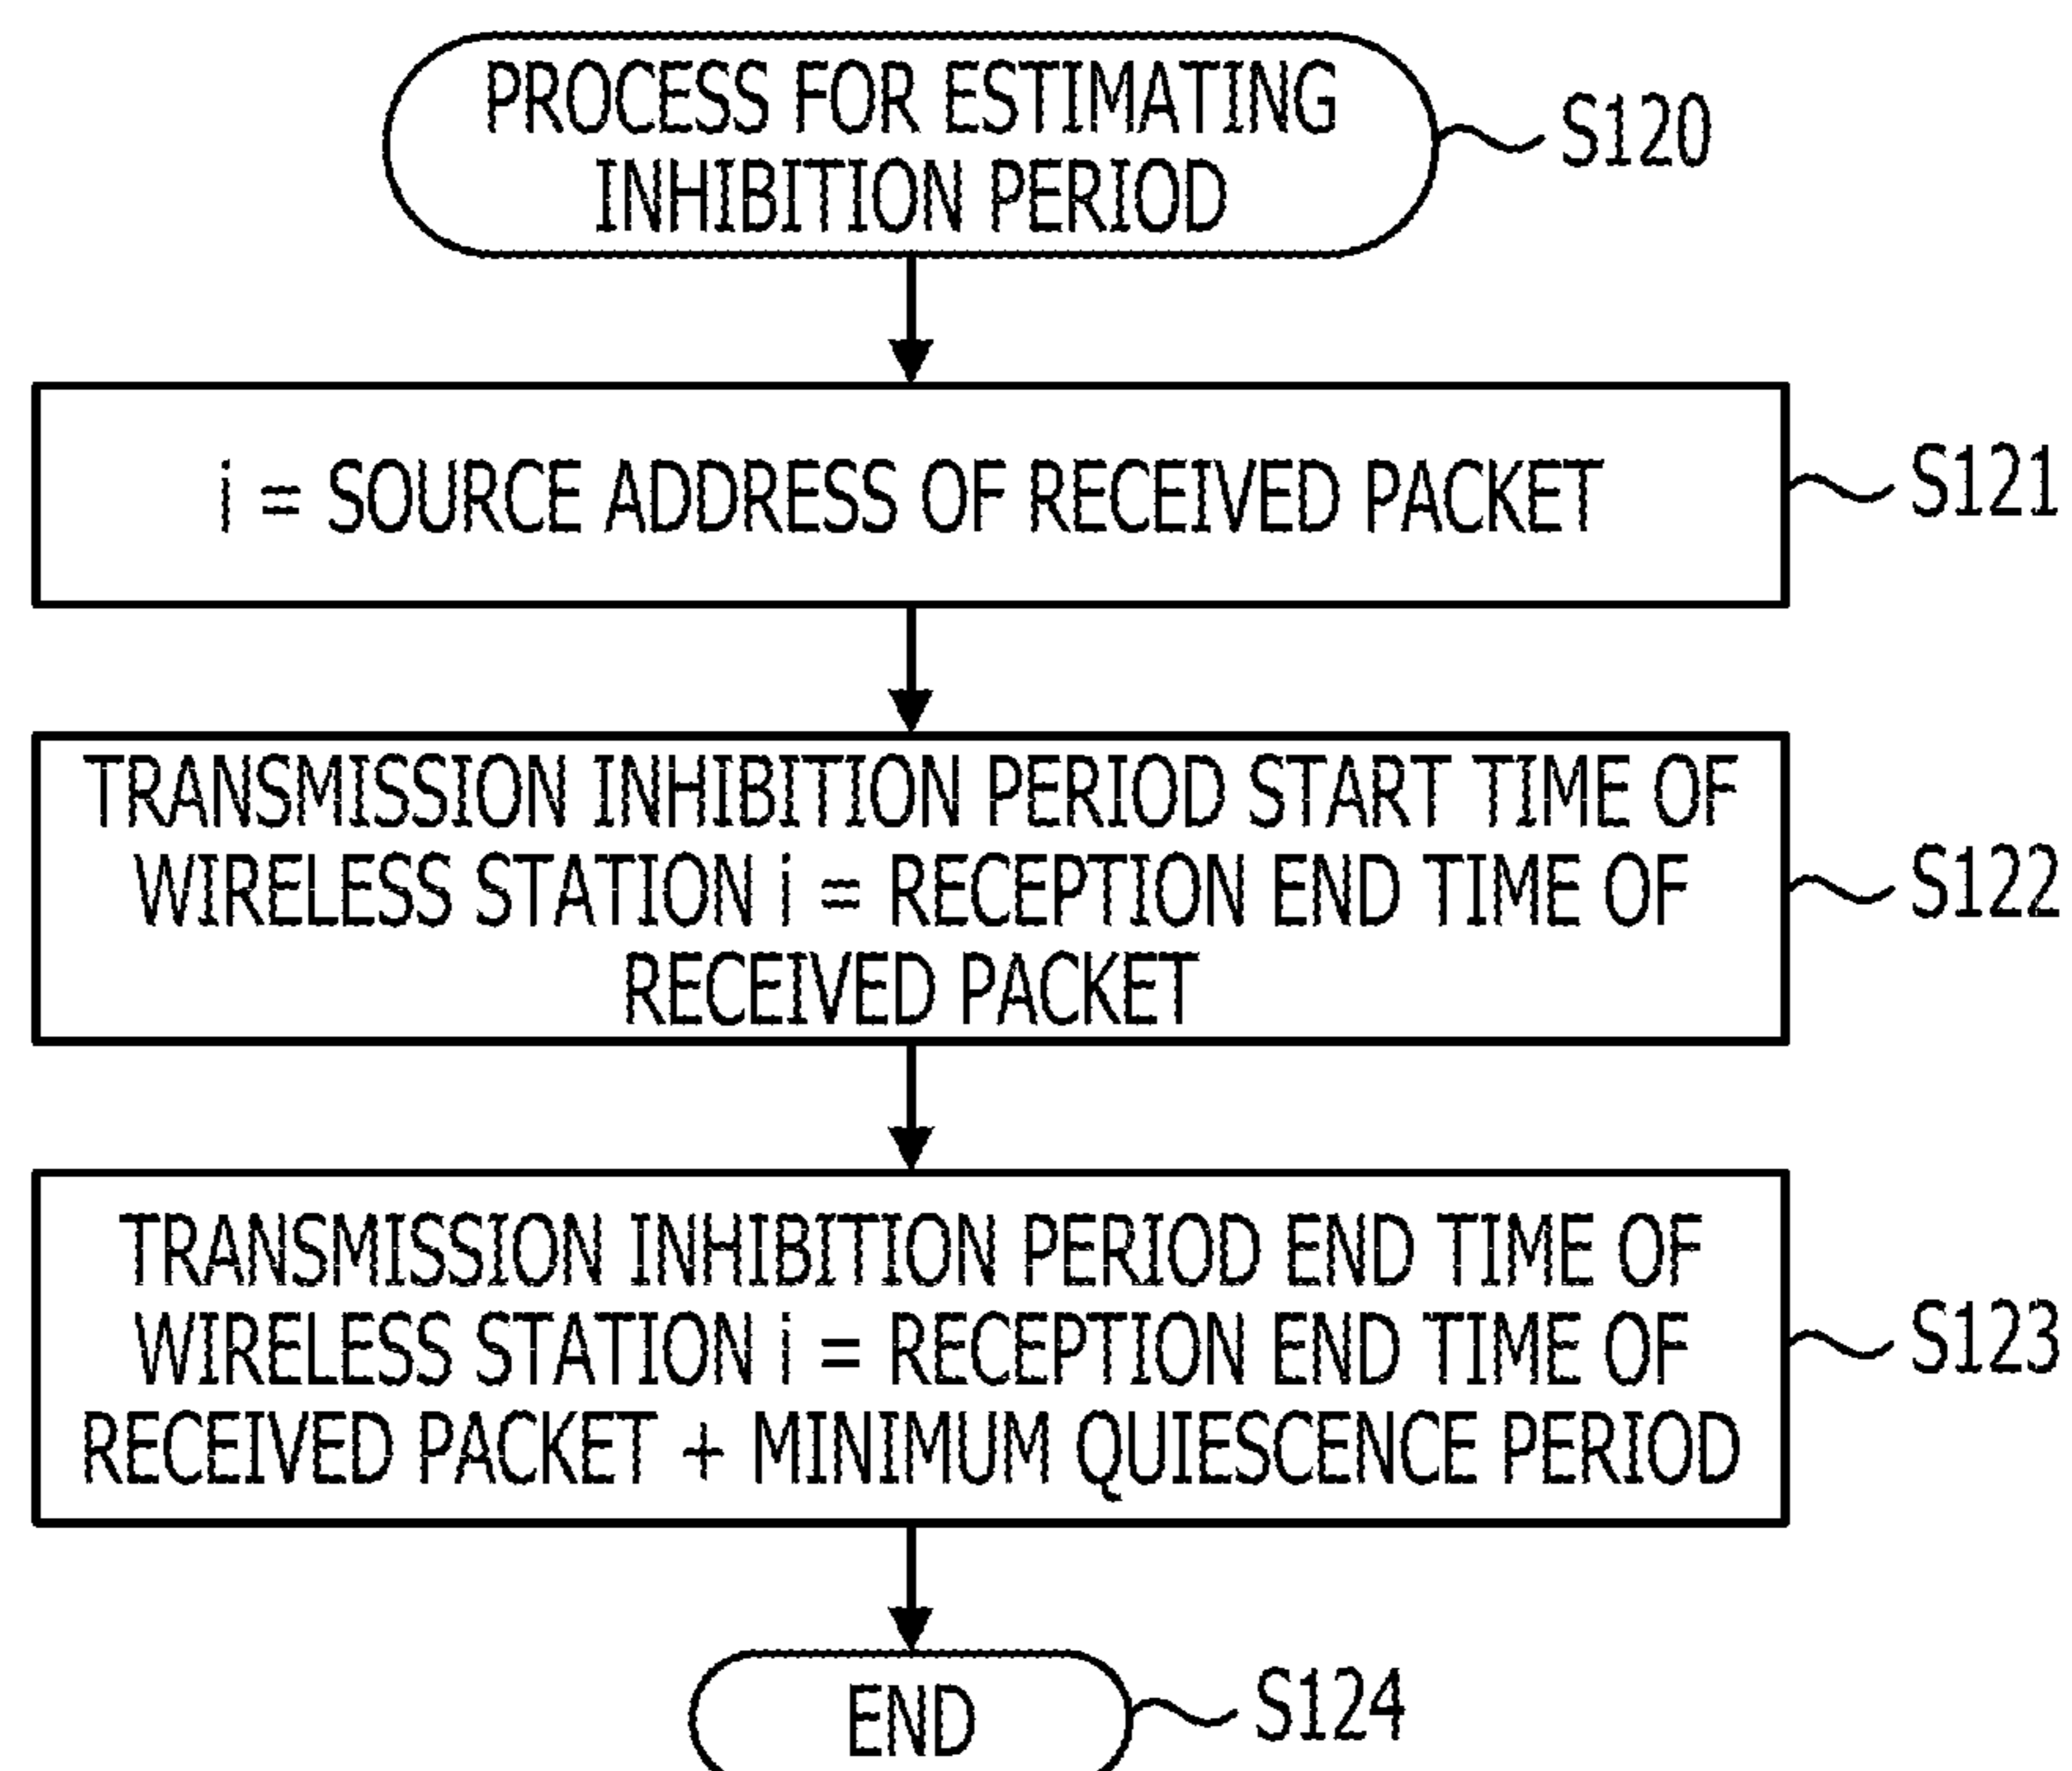 PROCESS FOR ESTIMATING
INHIBITION PERIOD
S120
i = SOURCE ADDRESS OF RECEIVED PACKET
S121
TRANSMISSION INHIBITION PERIOD START TIME OF
WIRELESS STATION i = RECEPTION END TIME OF
RECEIVED PACKET
S122
TRANSMISSION INHIBITION PERIOD END TIME OF
WIRELESS STATION i = RECEPTION END TIME OF
RECEIVED PACKET + MINIMUM QUIESCENCE PERIOD
S123
END
S124